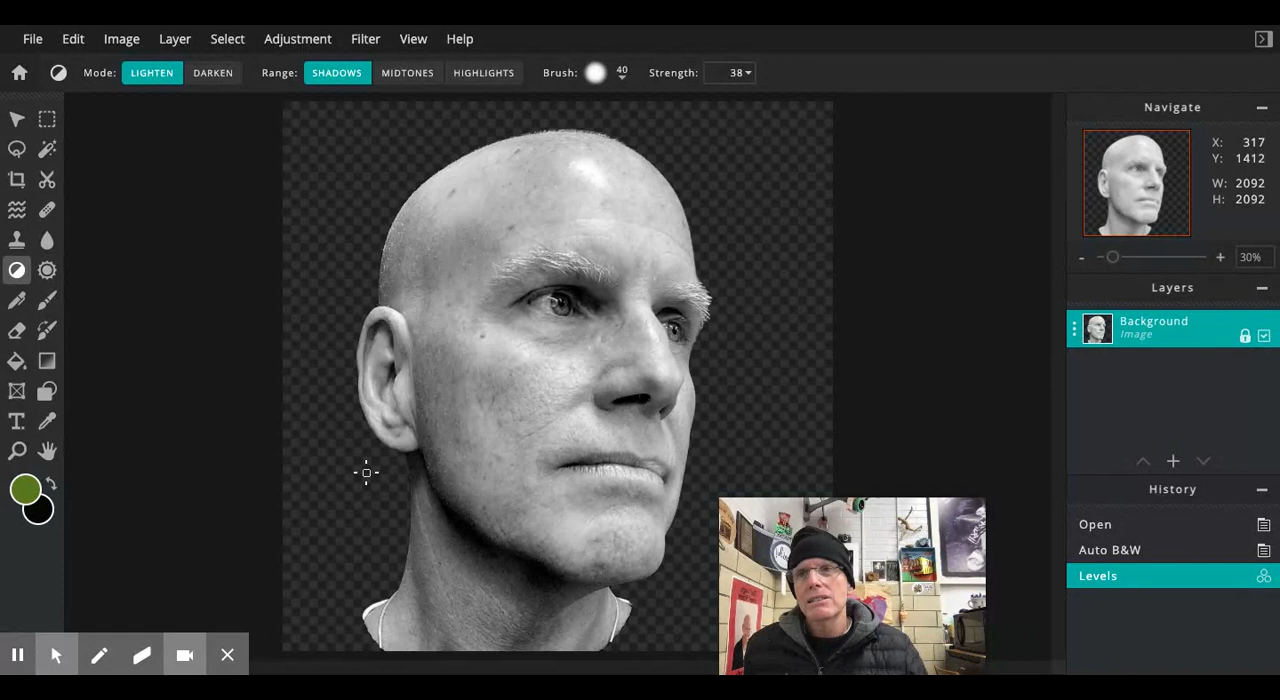 File Edit Image Layer Select Adjustment Filter View Help
Mode: LIGHTEN DARKEN Range: SHADOWS MIDTONES HIGHLIGHTS Brush: 40 Strength: 38
Navigate
X: 317
Y: 1412
W: 2092
H: 2092
- + 30%
Layers
Background
Image
+
History
Open
Auto B&W
Levels
T